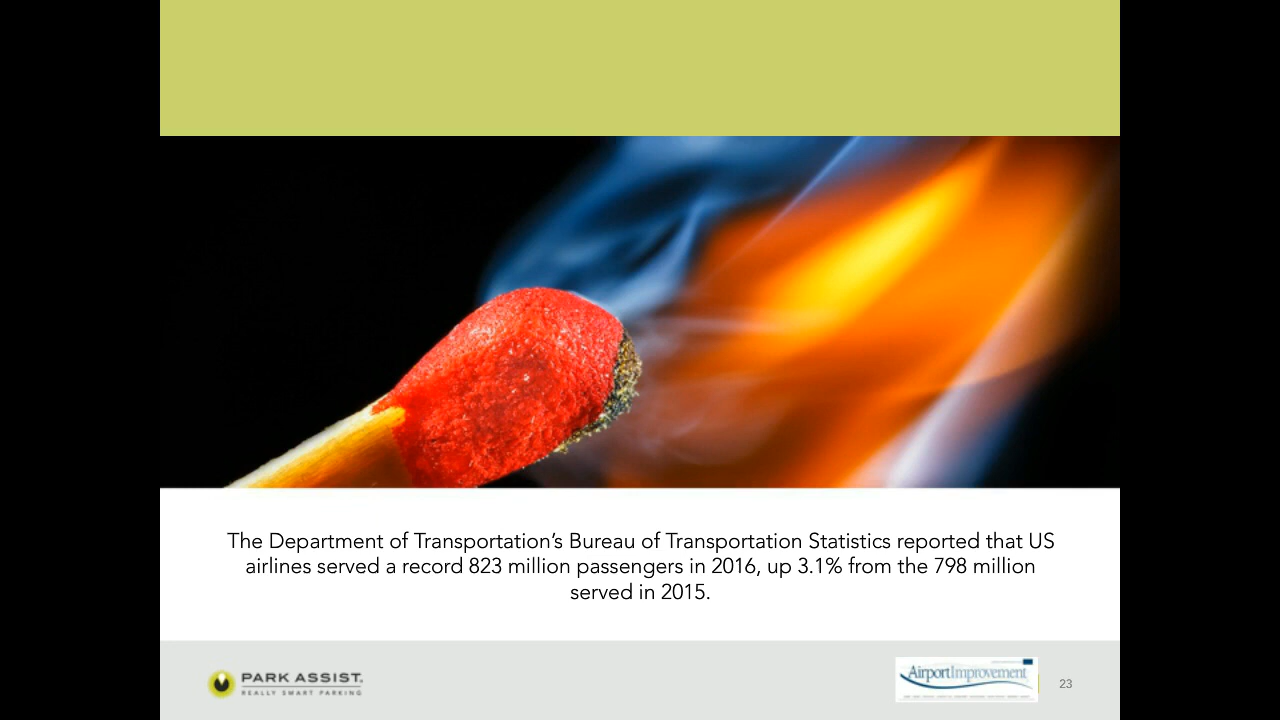 The Department of Transportation’s Bureau of Transportation Statistics reported that US
airlines served a record 823 million passengers in 2016, up 3.1% from the 798 million
served in 2015.
PARK ASSIST.
REALLY SMART PARKING
AirportImprovement
23